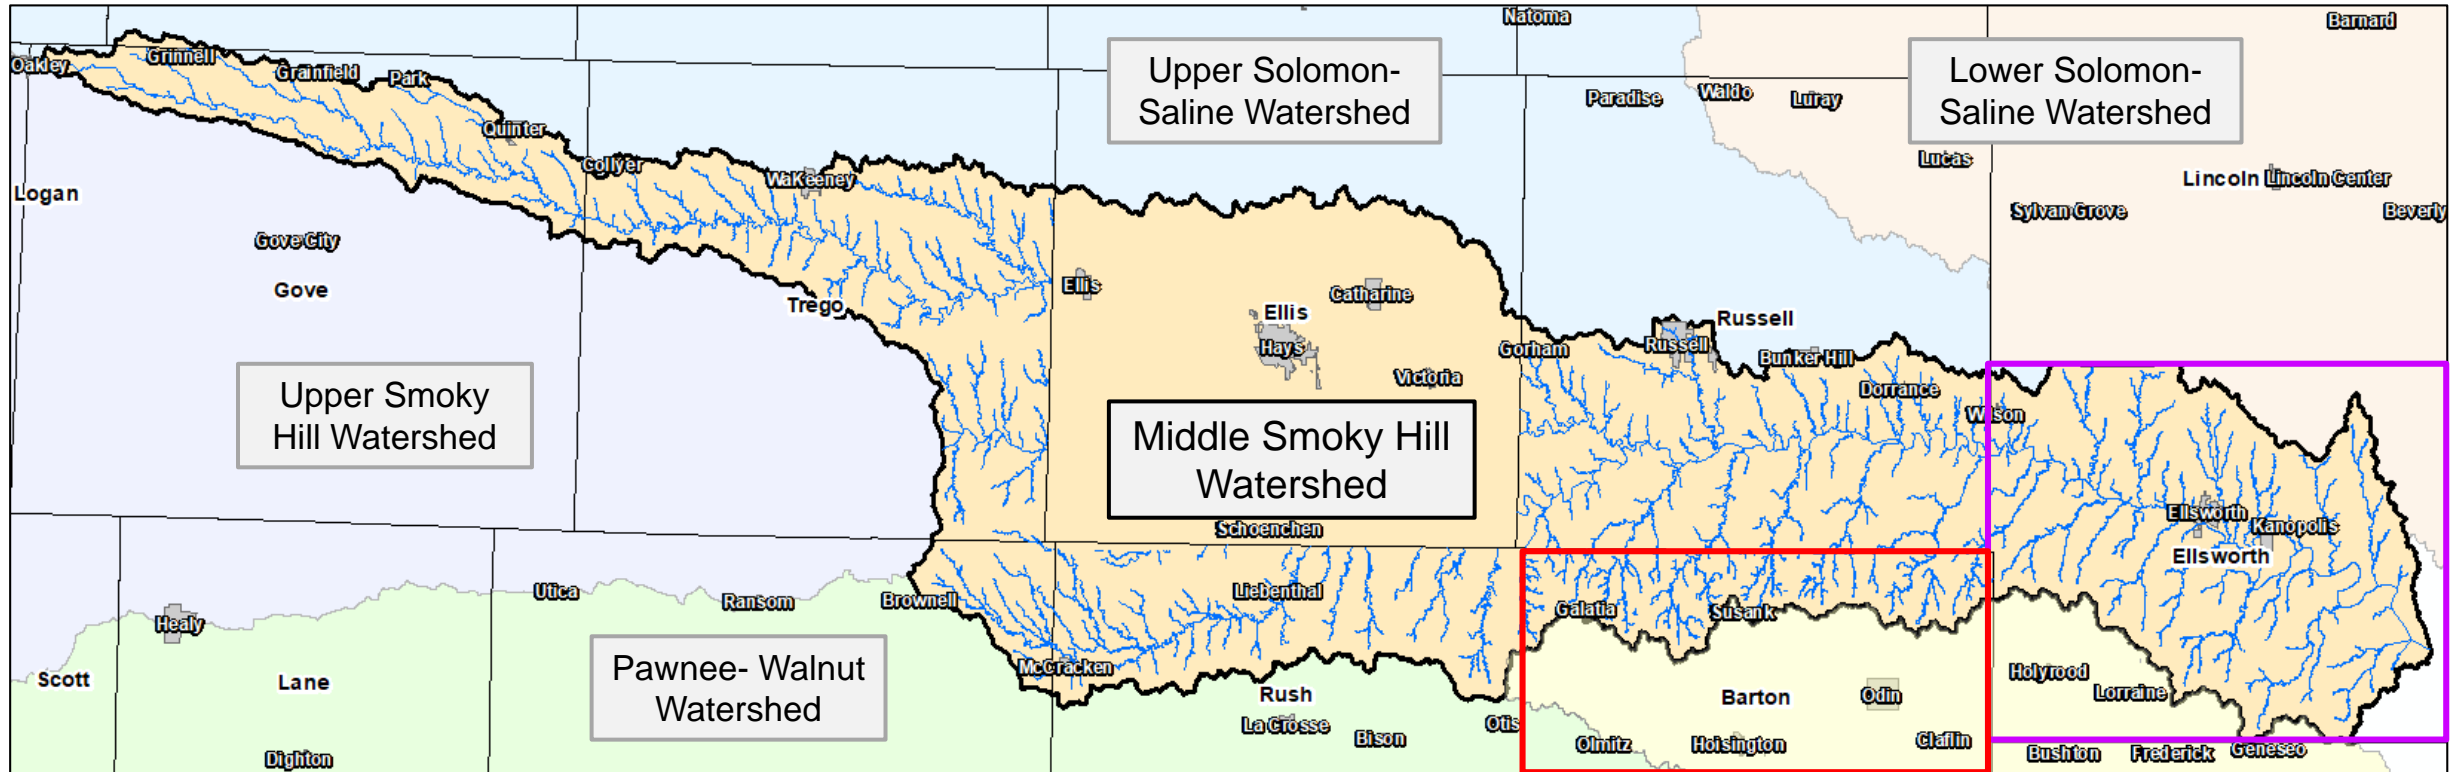 Natoma
Barnard
Oakley
Grinnell
Grainfield
Park
Upper Solomon-
Saline Watershed
Lower Solomon-
Saline Watershed
Paradise
Waldo
Luray
Quinter
Collyer
WaKeeney
Lucas
Logan
Lincoln
Lincoln Center
Sylvan Grove
Beverly
Gove City
Gove
Trego
Ellis
Catharine
Ellis
Hays
Victoria
Gorham
Russell
Russell
Bunker Hill
Dorrance
Wilson
Upper Smoky
Hill Watershed
Middle Smoky Hill
Watershed
Schoenchen
Ellsworth
Kanopolis
Ellsworth
Utica
Ransom
Brownell
Liebenthal
Galatia
Susank
Healy
Scott
Lane
Pawnee- Walnut
Watershed
McCracken
Rush
La Crosse
Bison
Otis
Barton
Odin
Holyrood
Lorraine
Olmitz
Hoisington
Claflin
Bushton
Frederick
Geneseo
Dighton